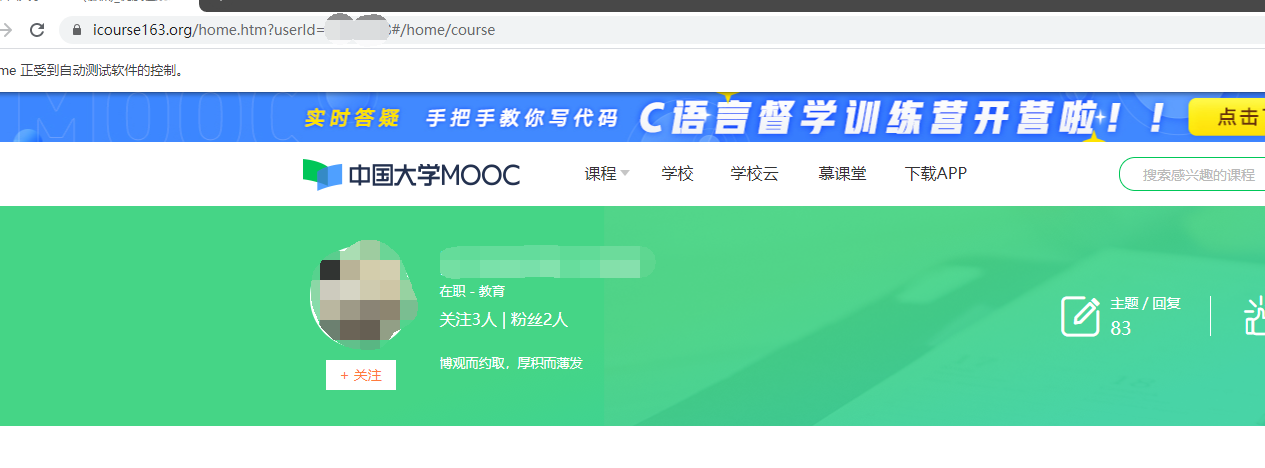 icourse163.org/home.htm?userId=
#/home/course
me 正受到自动测试软件的控制。
实时答疑 手把手教你写代码 C语言督学训练营开营啦！！ 点击
中国大学MOOC 课程 学校 学校云 慕课堂 下载APP 搜索感兴趣的课程
在职 - 教育
关注3人 | 粉丝2人
主题 / 回复
83
博观而约取，厚积而薄发
+ 关注